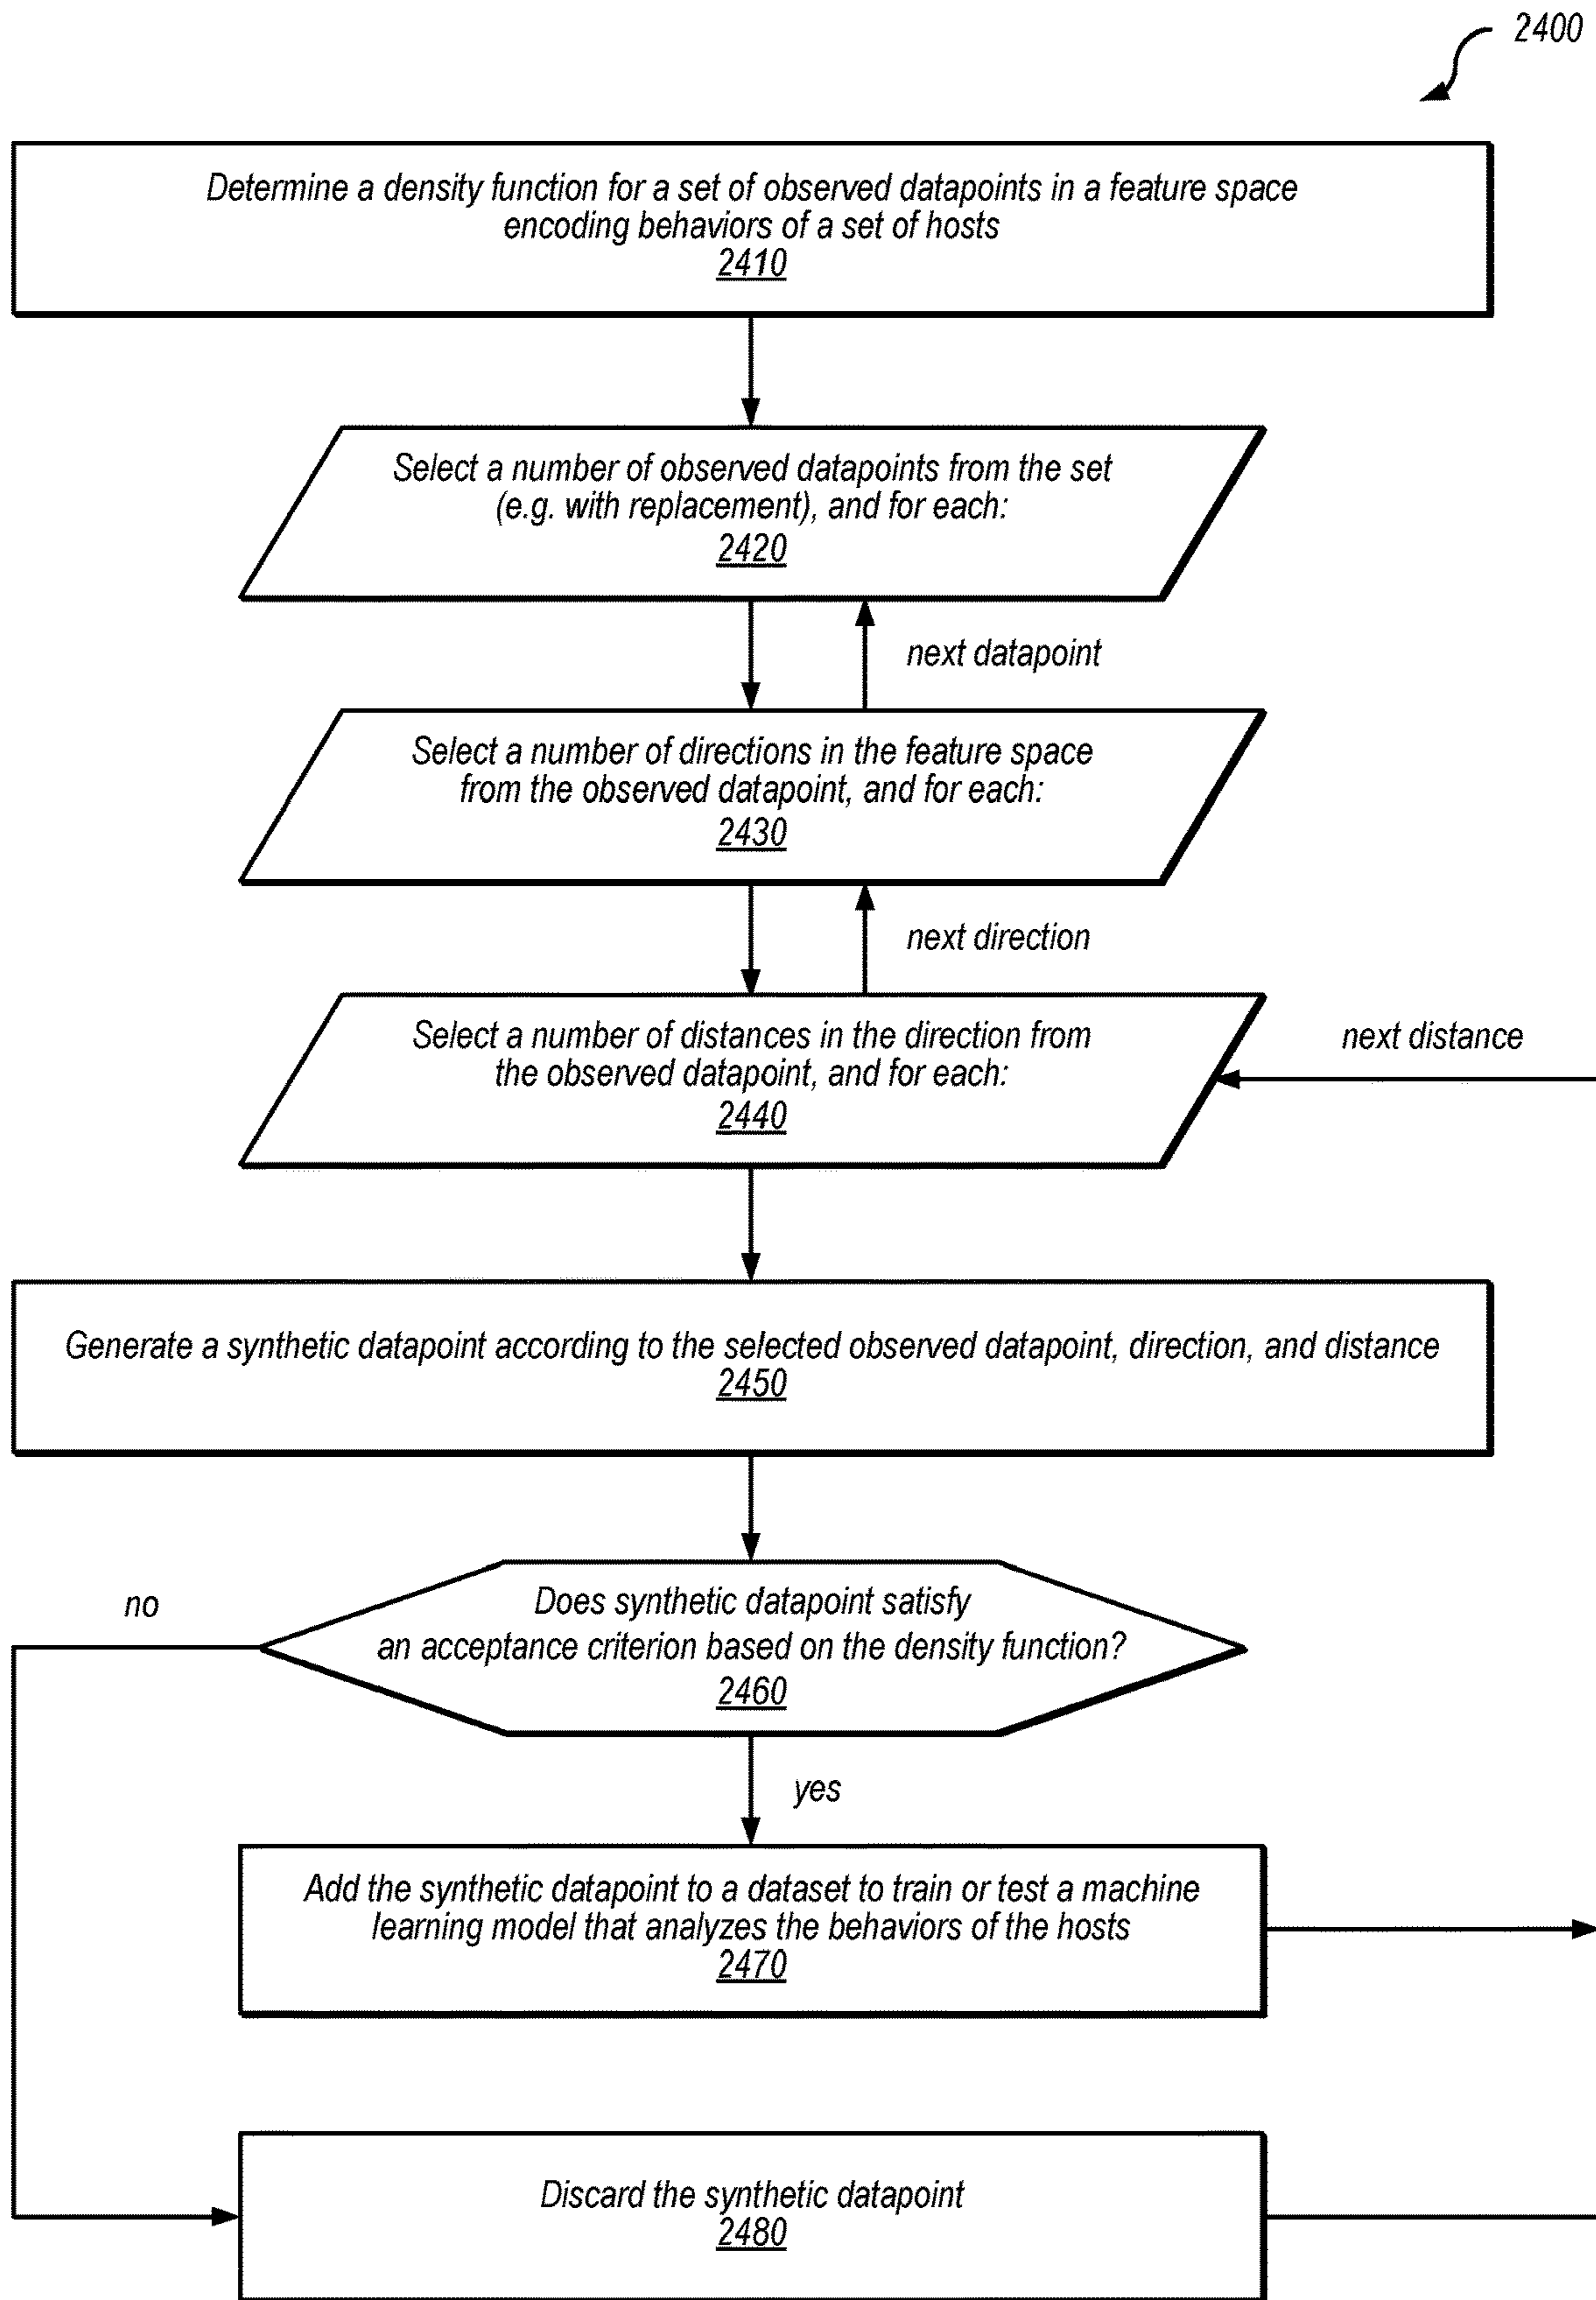 2400
Determine a density function for a set of observed datapoints in a feature space
encoding behaviors of a set of hosts
2410
Select a number of observed datapoints from the set
(e.g. with replacement), and for each:
2420
next datapoint
Select a number of directions in the feature space
from the observed datapoint, and for each:
2430
next direction
Select a number of distances in the direction from
the observed datapoint, and for each:
2440
next distance
Generate a synthetic datapoint according to the selected observed datapoint, direction, and distance
2450
no
Does synthetic datapoint satisfy
an acceptance criterion based on the density function?
2460
yes
Add the synthetic datapoint to a dataset to train or test a machine
learning model that analyzes the behaviors of the hosts
2470
Discard the synthetic datapoint
2480